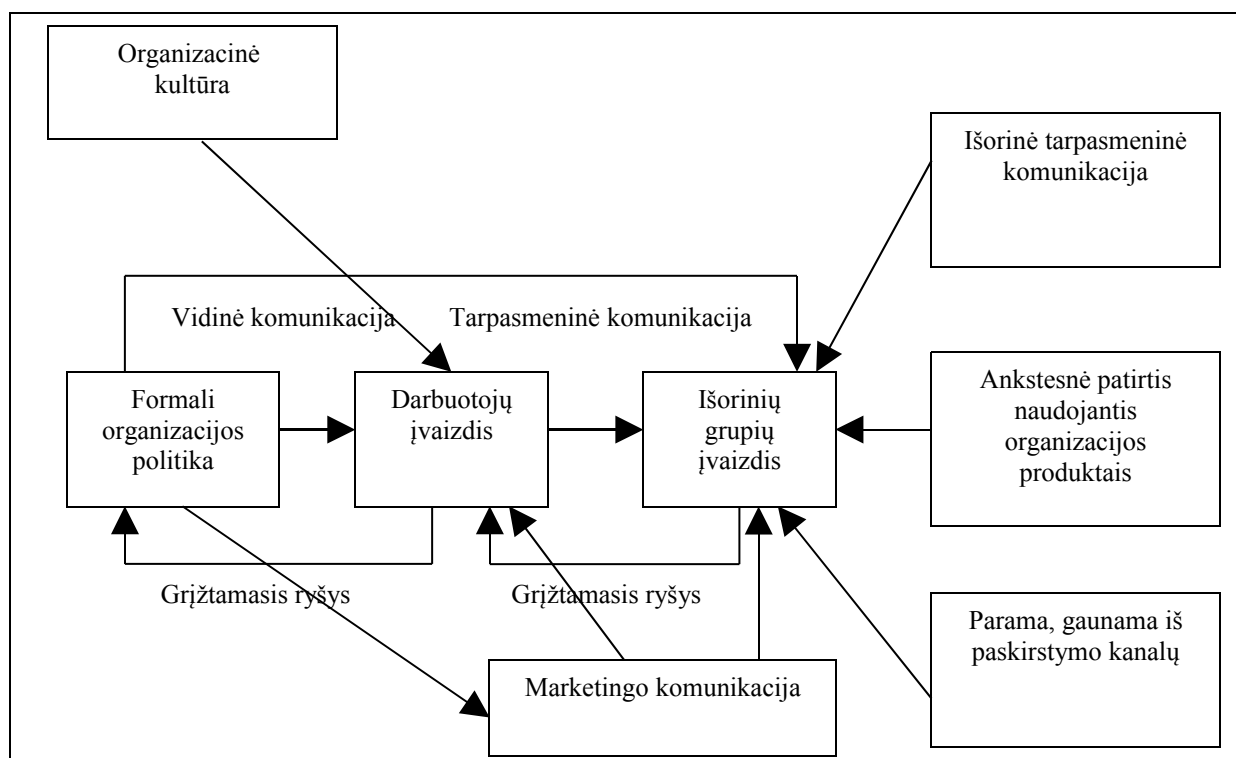 Organizacinė
kultūra
Išorinė tarpasmeninė
komunikacija
Vidinė komunikacija
Tarpasmeninė komunikacija
Formali
organizacijos
politika
Darbuotojų
įvaizdis
Išorinių
grupių
įvaizdis
Ankstesnė patirtis
naudojantis
organizacijos
produktais
Grįžtamasis ryšys
Grįžtamasis ryšys
Marketingo komunikacija
Parama, gaunama iš
paskirstymo kanalų